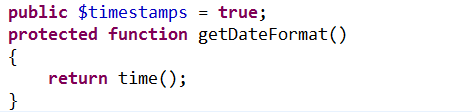 public $timestamps = true;
protected function getDateFormat()
{
    return time();
}